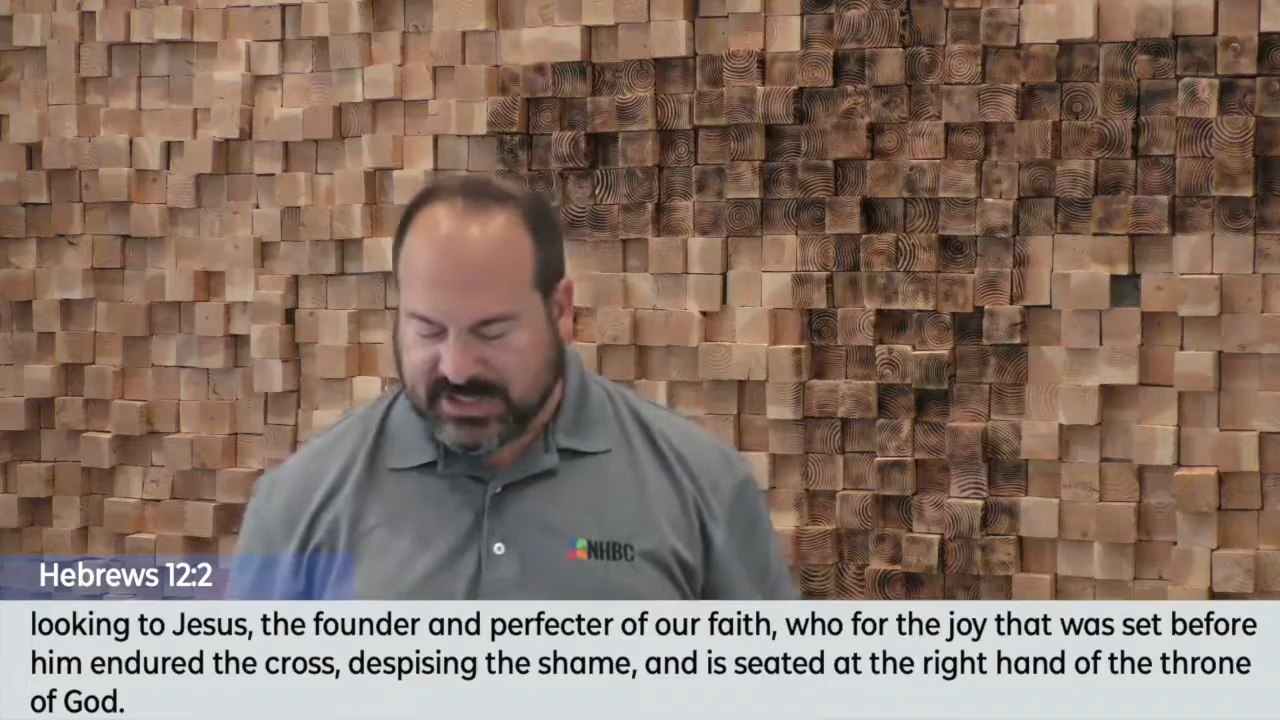 NHBC
Hebrews 12:2
looking to Jesus, the founder and perfecter of our faith, who for the joy that was set before
him endured the cross, despising the shame, and is seated at the right hand of the throne
of God.